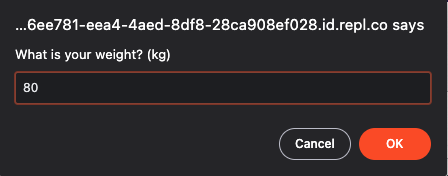 ...6ee781-eea4-4aed-8df8-28ca908ef028.id.repl.co says
What is your weight? (kg)
80
Cancel
OK